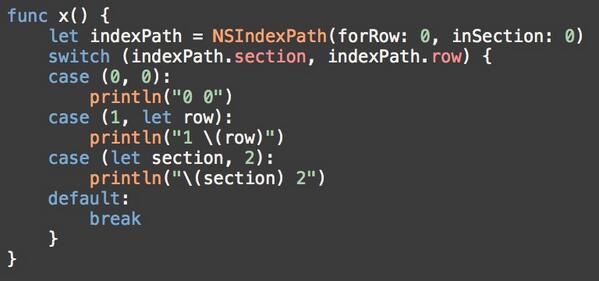 func x() {
    let indexPath = NSIndexPath(forRow: 0, inSection: 0)
    switch (indexPath.section, indexPath.row) {
    case (0, 0):
        println("0 0")
    case (1, let row):
        println("1 \(row)")
    case (let section, 2):
        println("\(section) 2")
    default:
        break
    }
}